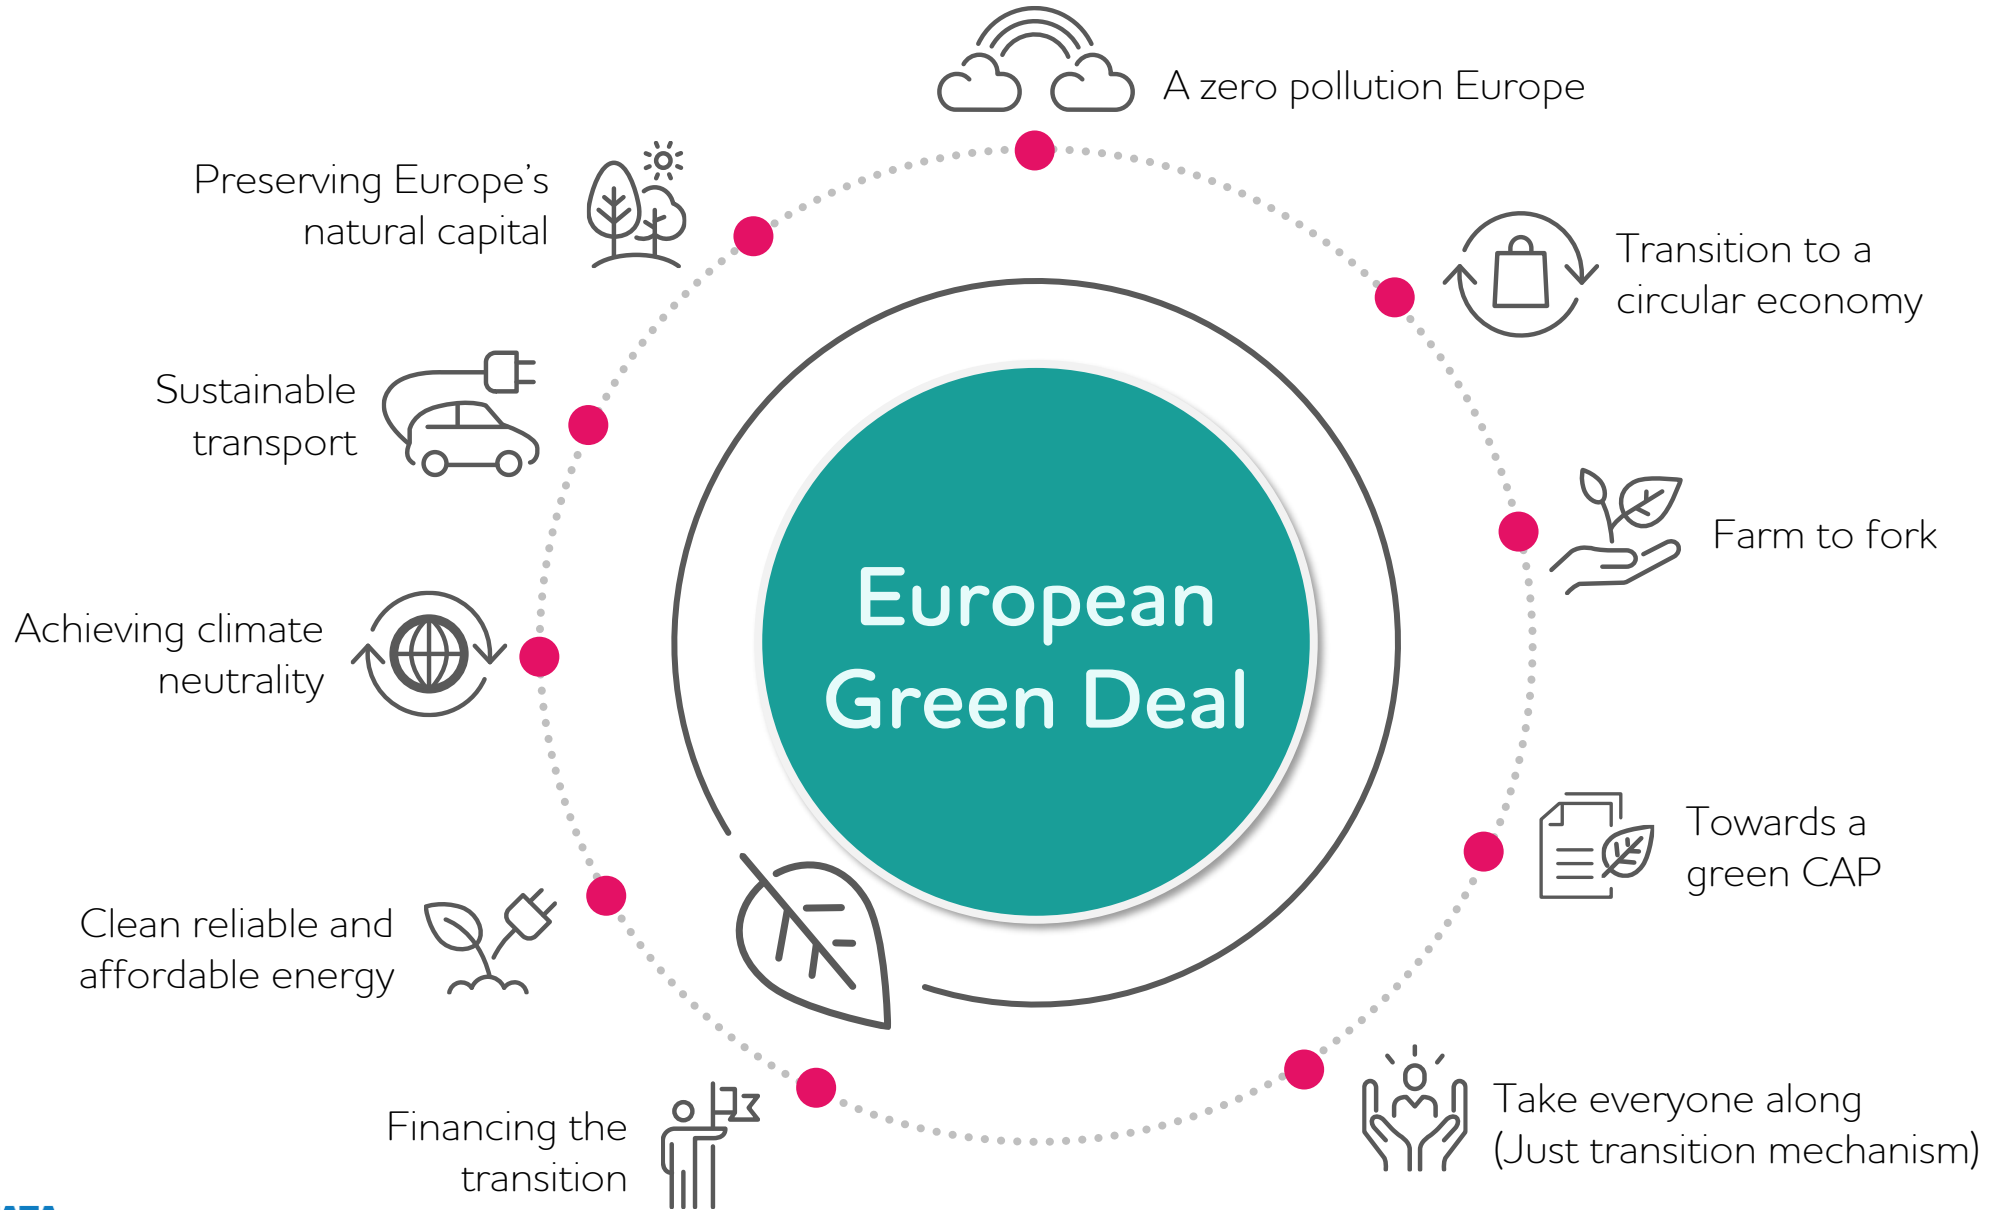 A zero pollution Europe
Preserving Europe's
natural capital
Transition to a
circular economy
Sustainable
transport
Farm to fork
European
Green Deal
Achieving climate
neutrality
Towards a
green CAP
Clean reliable and
affordable energy
Take everyone along
(Just transition mechanism)
Financing the
transition